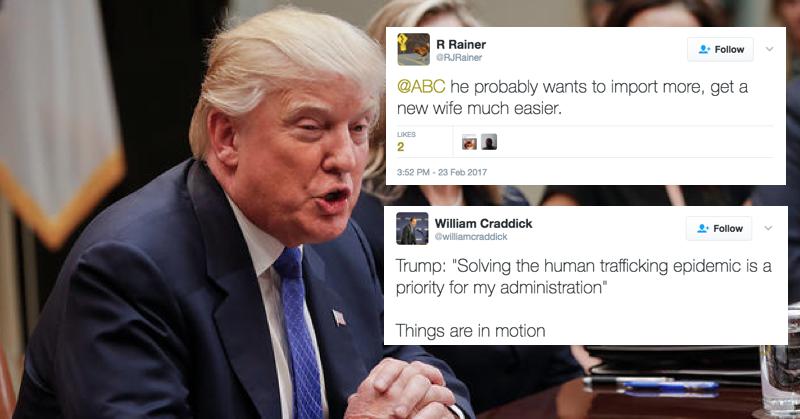 R Rainer
@RJRainer
Follow
@ABC he probably wants to import more, get a
new wife much easier.
LIKES
2
3:52 PM - 23 Feb 2017
William Craddick
@williamcraddick
Follow
Trump: "Solving the human trafficking epidemic is a
priority for my administration"
Things are in motion